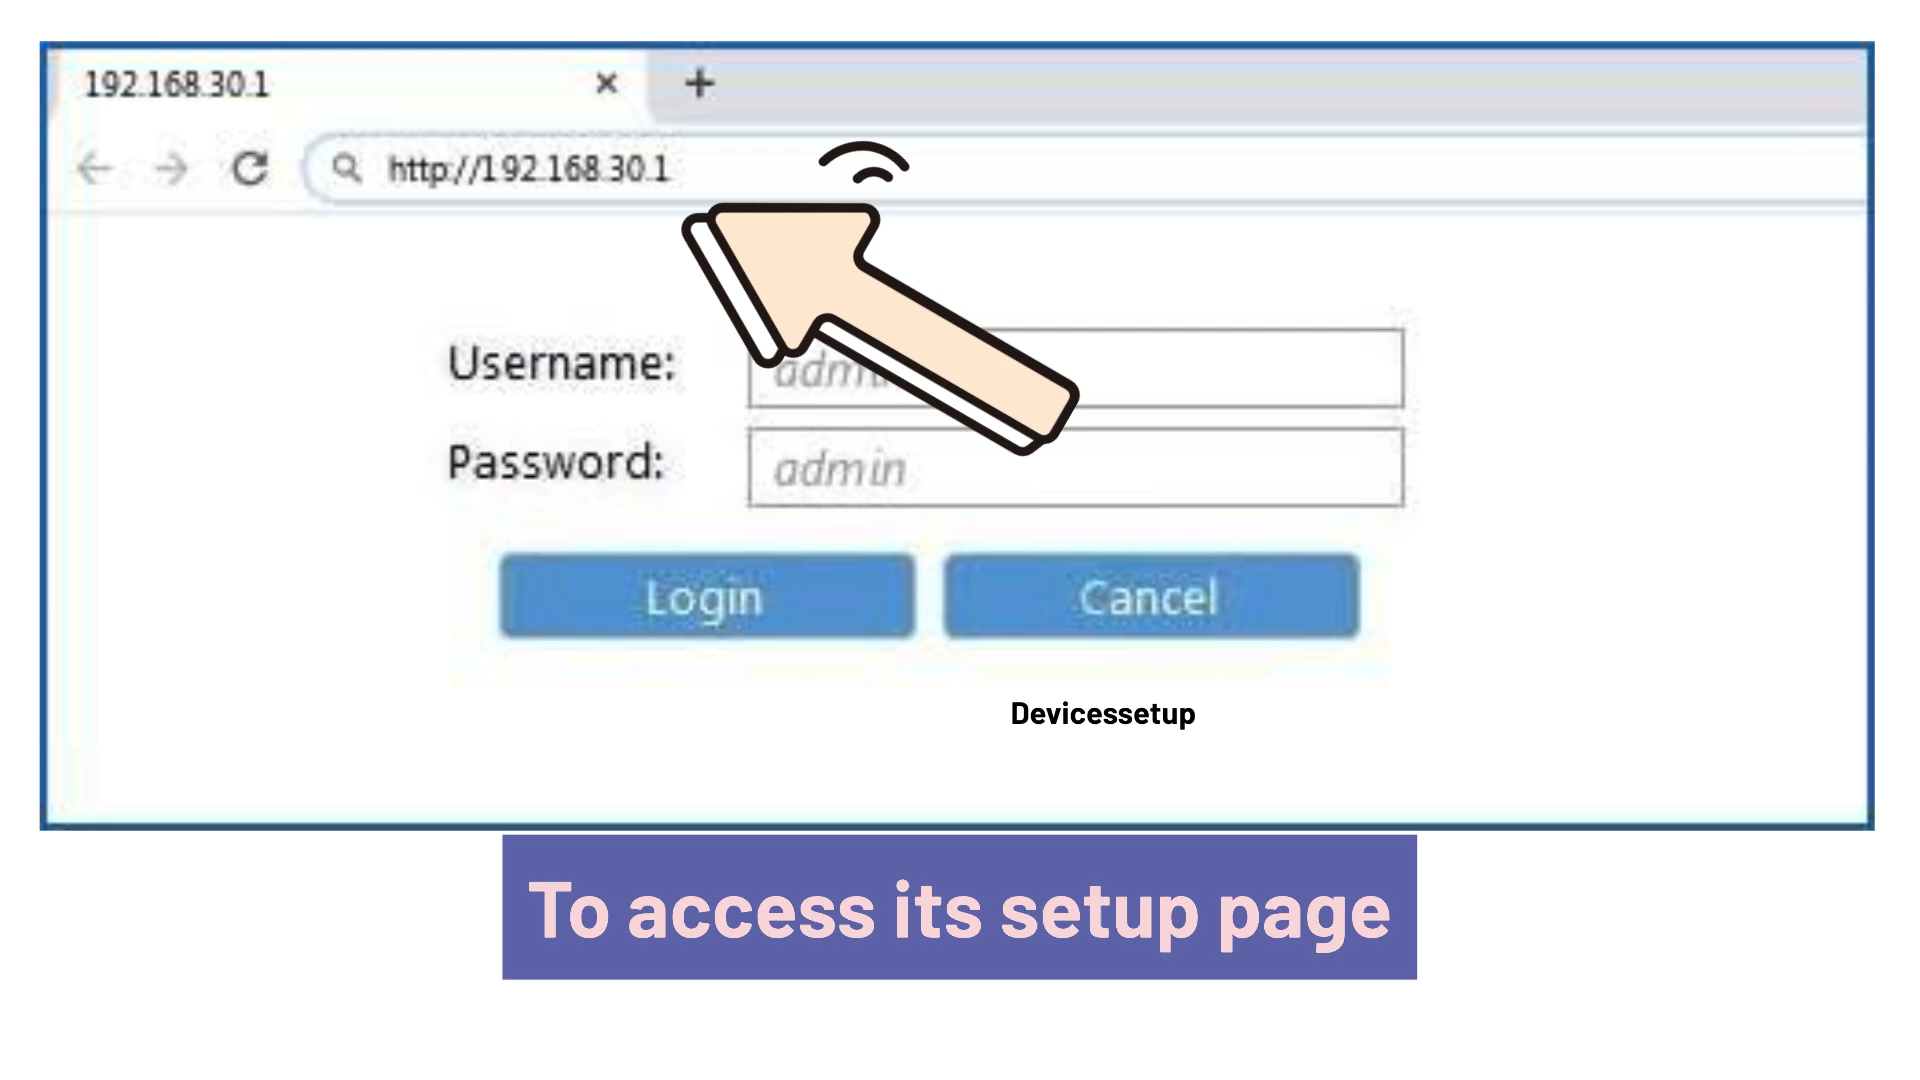 192.168.30.1
http://192.168.30.1
Username:
Password: admin
Login Cancel
Devicessetup
To access its setup page